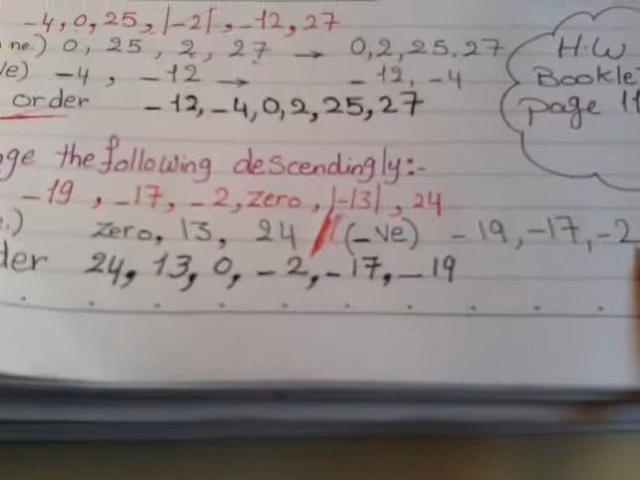 -4, 0, 25, |-2|, -12, 27
ne.) 0, 25, 2, 27 → 0, 2, 25, 27
ve) -4, -12 → -12, -4
order -12, -4, 0, 2, 25, 27
H.W
Booklet
page 11
ge the following descendingly:-
-19, -17, -2, zero, |-13|, 24
e.) zero, 13, 24 // (-ve) -19, -17, -2
der 24, 13, 0, -2, -17, -19